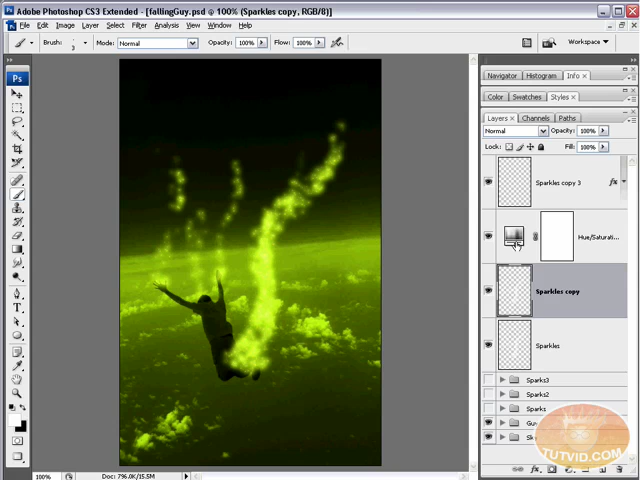 Adobe Photoshop CS3 Extended - [fallingGuy.psd @ 100% (Sparkles copy, RGB/8)]
File Edit Image Layer Select Filter Analysis View Window Help
Brush: 3 Mode: Normal Opacity: 100% Flow: 100% Workspace
Ps
Navigator Histogram Info ×
Color Swatches Styles ×
Layers × Channels Paths
Normal Opacity: 100%
Lock: Fill: 100%
Sparkles copy 3 fx
Hue/Saturati...
Sparkles copy
Sparkles
Sparks3
Sparks2
Sparks
TUTVID.COM
100% Doc: 796.0K/15.5M